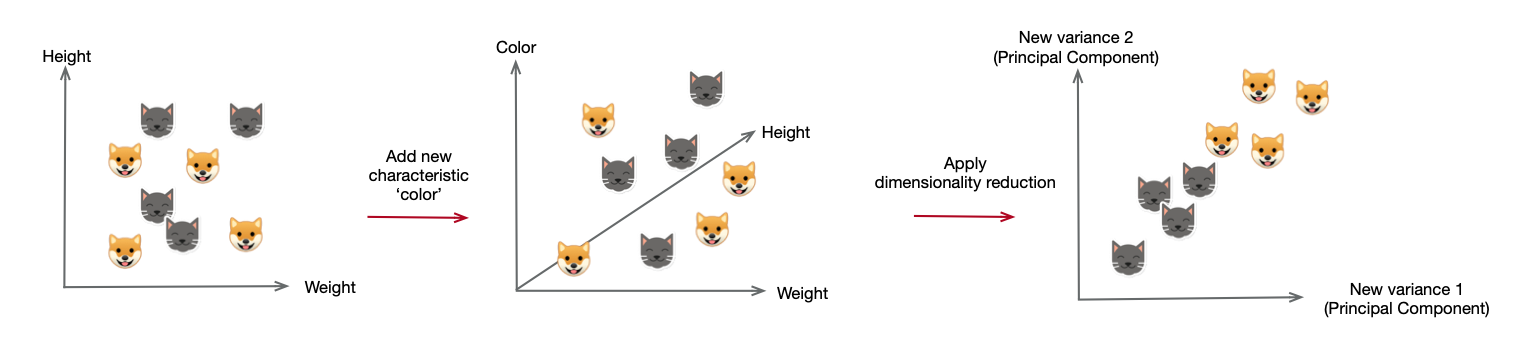 Height
Weight
Add new
characteristic
‘color’
Color
Height
Weight
Apply
dimensionality reduction
New variance 2
(Principal Component)
New variance 1
(Principal Component)